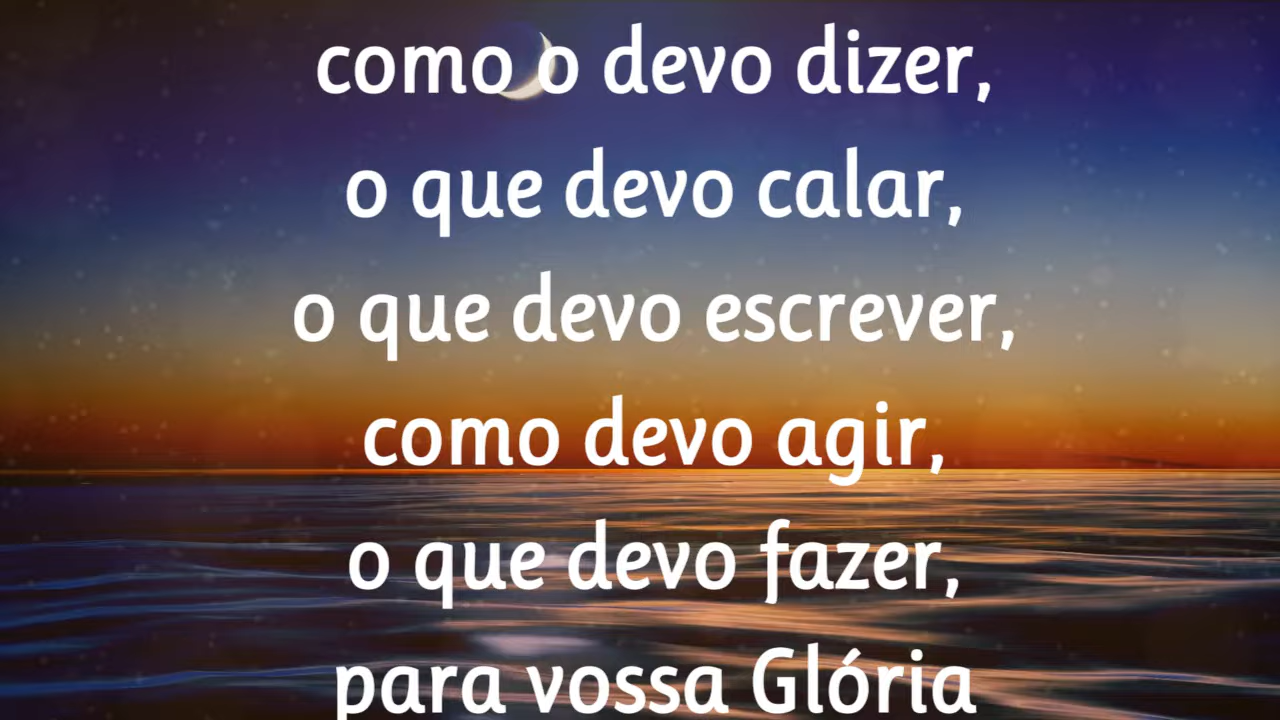 como o devo dizer,
o que devo calar,
o que devo escrever,
como devo agir,
o que devo fazer,
para vossa Glória